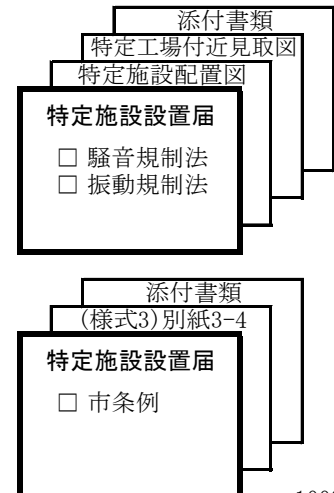 添付書類
特定工場付近見取図
特定施設配置図
特定施設設置届
□ 騒音規制法
□ 振動規制法
添付書類
(様式3)別紙3-4
特定施設設置届
□ 市条例